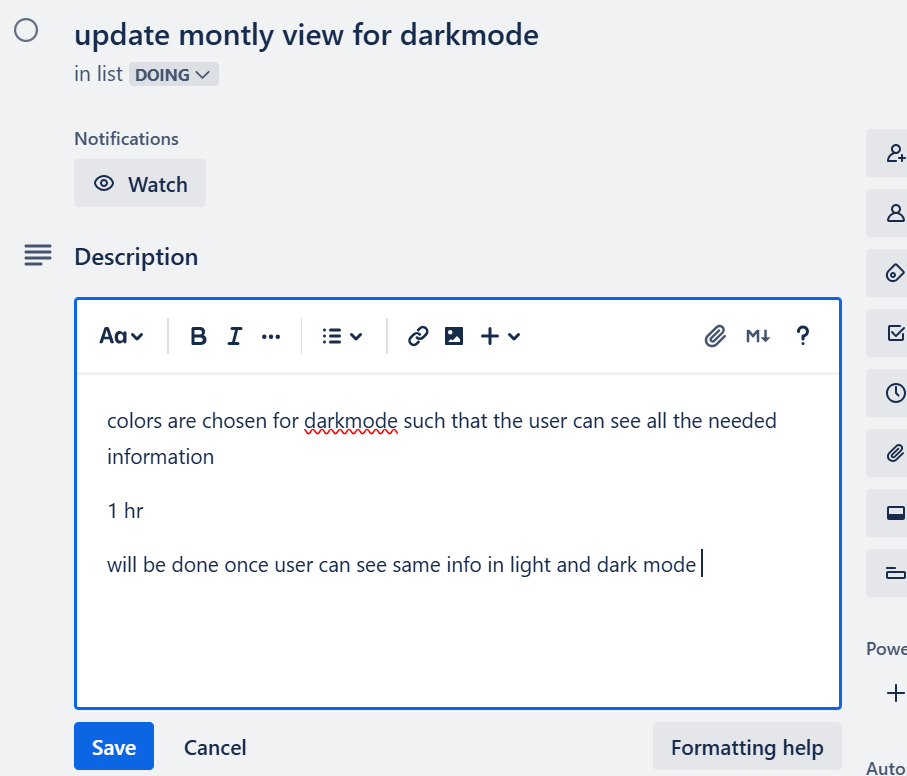 update montly view for darkmode
in list DOING
Notifications
Watch
Description
Aa B I M ?
colors are chosen for darkmode such that the user can see all the needed
information
1 hr
will be done once user can see same info in light and dark mode
Powe
Save Cancel Formatting help
Auto